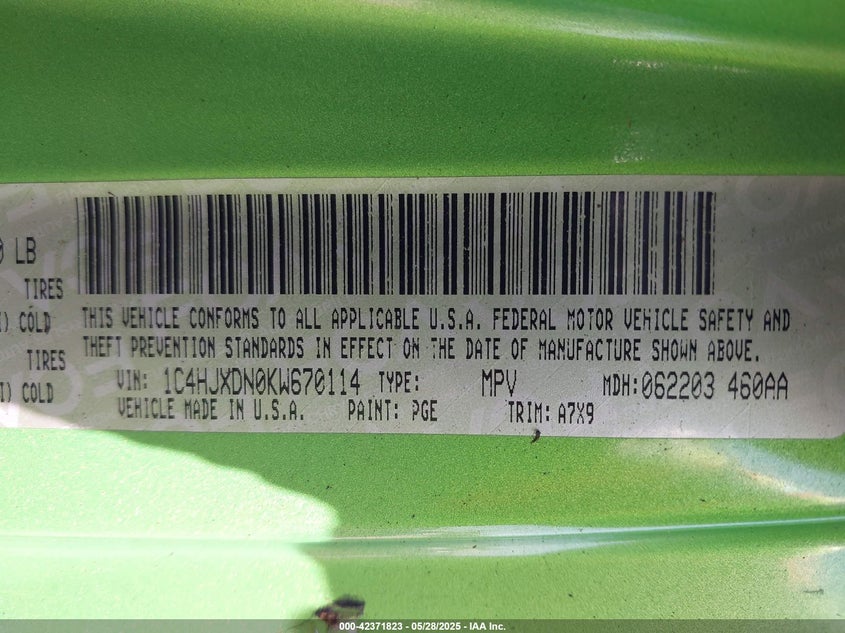 0 LB
TIRES
I) COLD
TIRES
I) COLD
THIS VEHICLE CONFORMS TO ALL APPLICABLE U.S.A. FEDERAL MOTOR VEHICLE SAFETY AND
THEFT PREVENTION STANDARDS IN EFFECT ON THE DATE OF MANUFACTURE SHOWN ABOVE.
VIN: 1C4HJXDN0KW670114 TYPE: MPV MDH:062203 460AA
VEHICLE MADE IN U.S.A. PAINT: PGE TRIM: A7X9
000-42371823 - 05/28/2025 - IAA Inc.